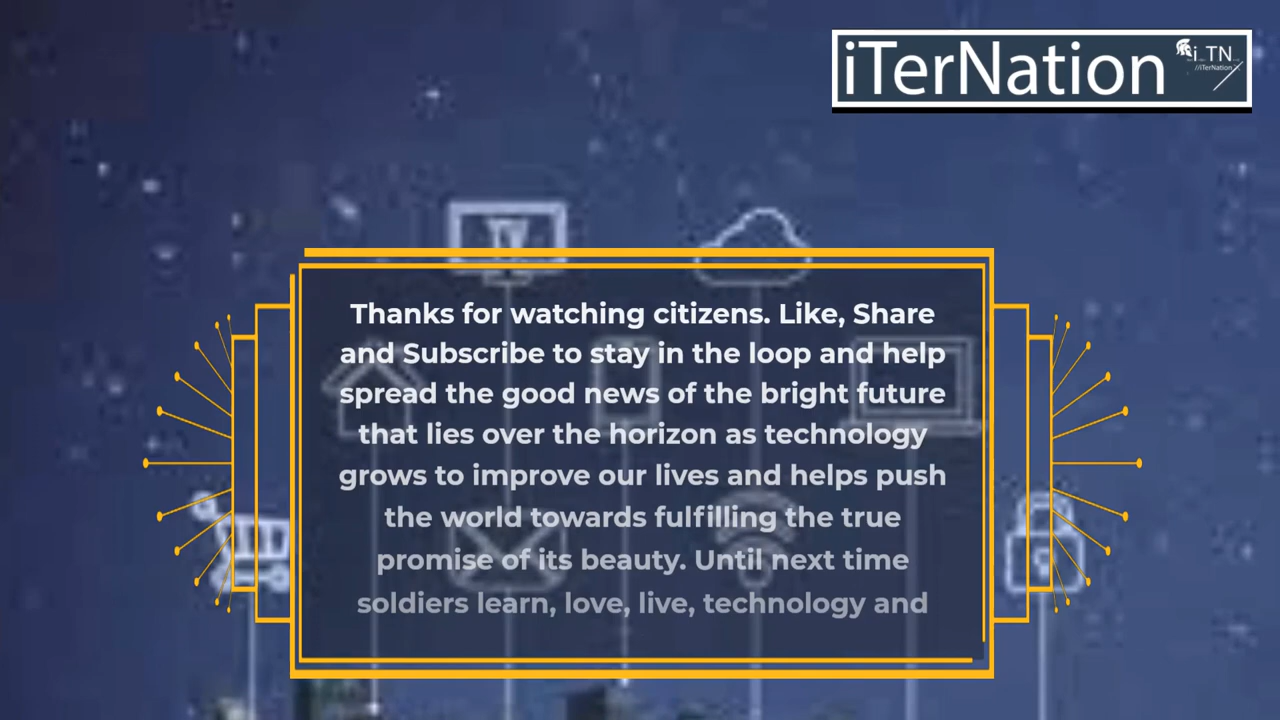 iTerNation
i_TN
//iTerNation
Thanks for watching citizens. Like, Share
and Subscribe to stay in the loop and help
spread the good news of the bright future
that lies over the horizon as technology
grows to improve our lives and helps push
the world towards fulfilling the true
promise of its beauty. Until next time
soldiers learn, love, live, technology and